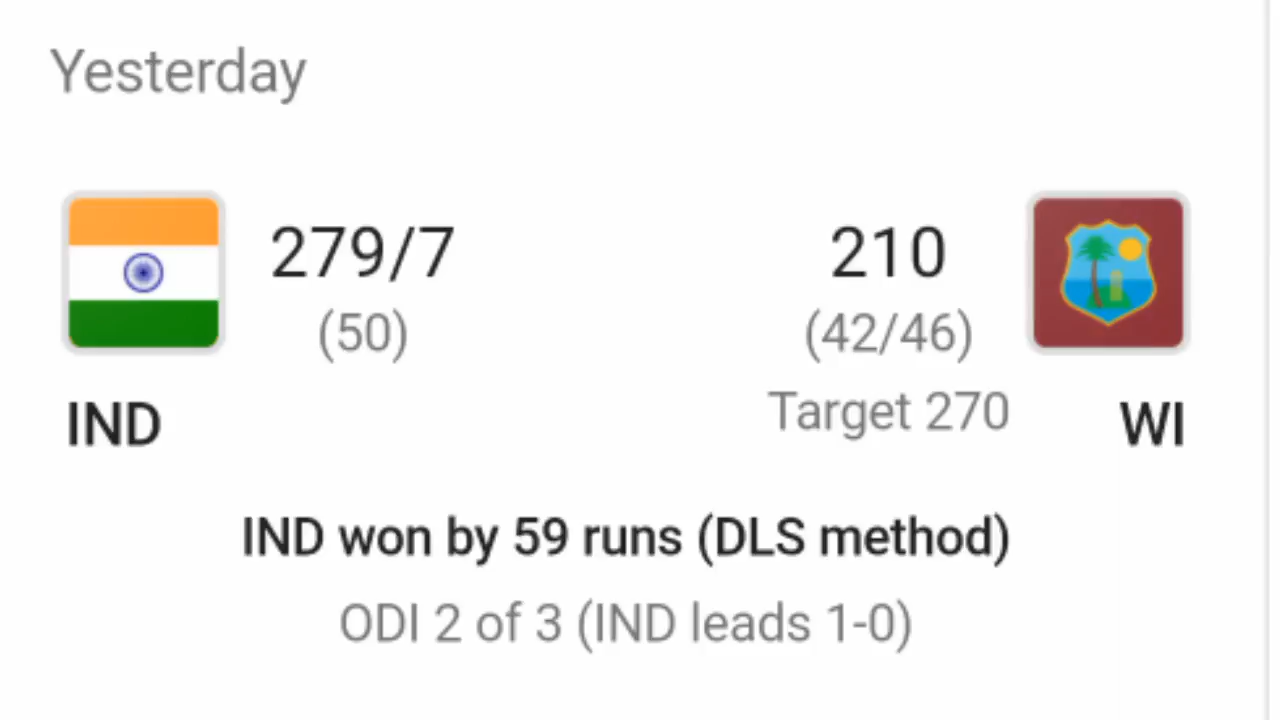 Yesterday
279/7 210
(50) (42/46)
Target 270
IND WI
IND won by 59 runs (DLS method)
ODI 2 of 3 (IND leads 1-0)